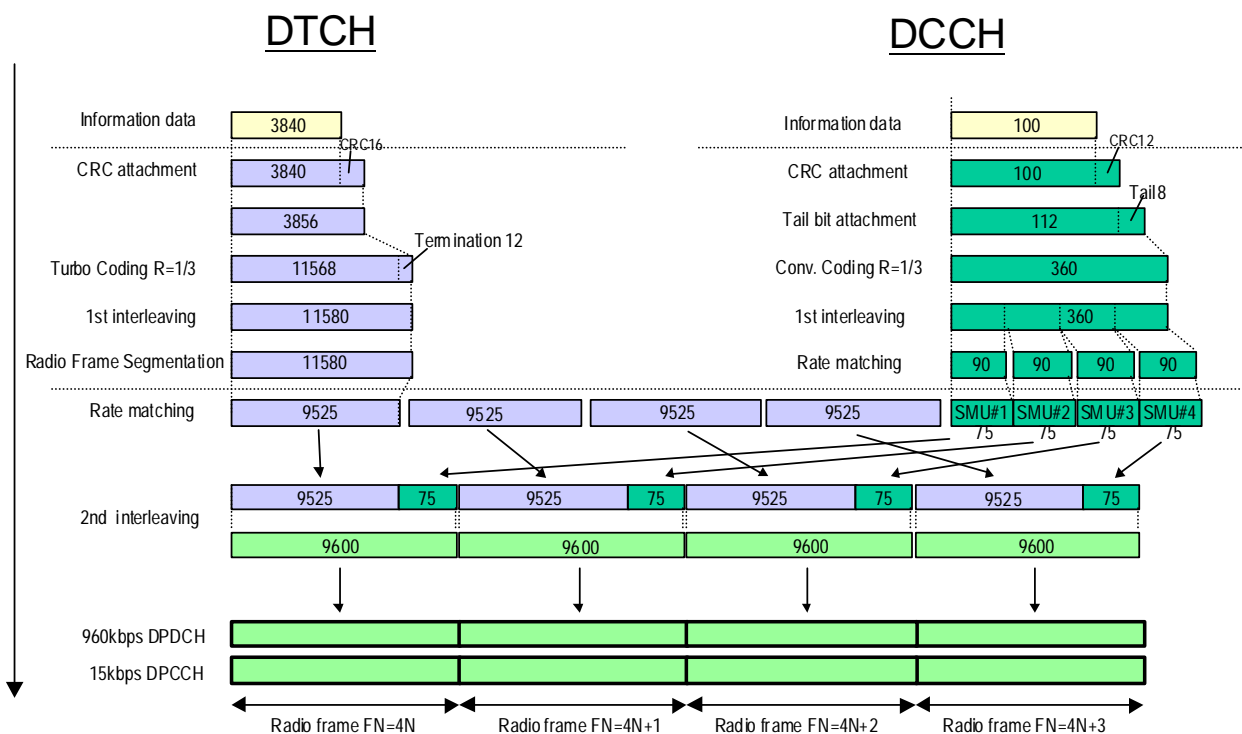 DTCH DCCH
Information data 3840 Information data 100
CRC16 CRC12
CRC attachment 3840 CRC attachment 100
Tail8
3856 Tail bit attachment 112
Termination 12
Turbo Coding R=1/3 11568 Conv. Coding R=1/3 360
1st interleaving 11580 1st interleaving 360
Radio Frame Segmentation 11580 Rate matching 90 90 90 90
Rate matching 9525 9525 9525 9525 SMU#1 SMU#2 SMU#3 SMU#4
75 75 75 75
9525 75 9525 75 9525 75 9525 75
2nd interleaving
9600 9600 9600 9600
960kbps DPDCH
15kbps DPCCH
Radio frame FN=4N Radio frame FN=4N+1 Radio frame FN=4N+2 Radio frame FN=4N+3